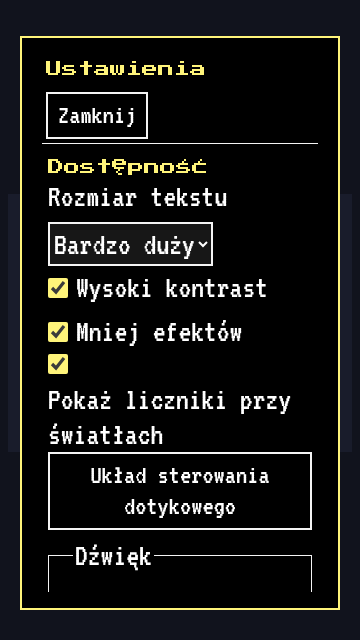 Ustawienia
Zamknij
Dostępność
Rozmiar tekstu
Bardzo duży
Wysoki kontrast
Mniej efektów
Pokaż liczniki przy
światłach
Układ sterowania
dotykowego
Dźwięk